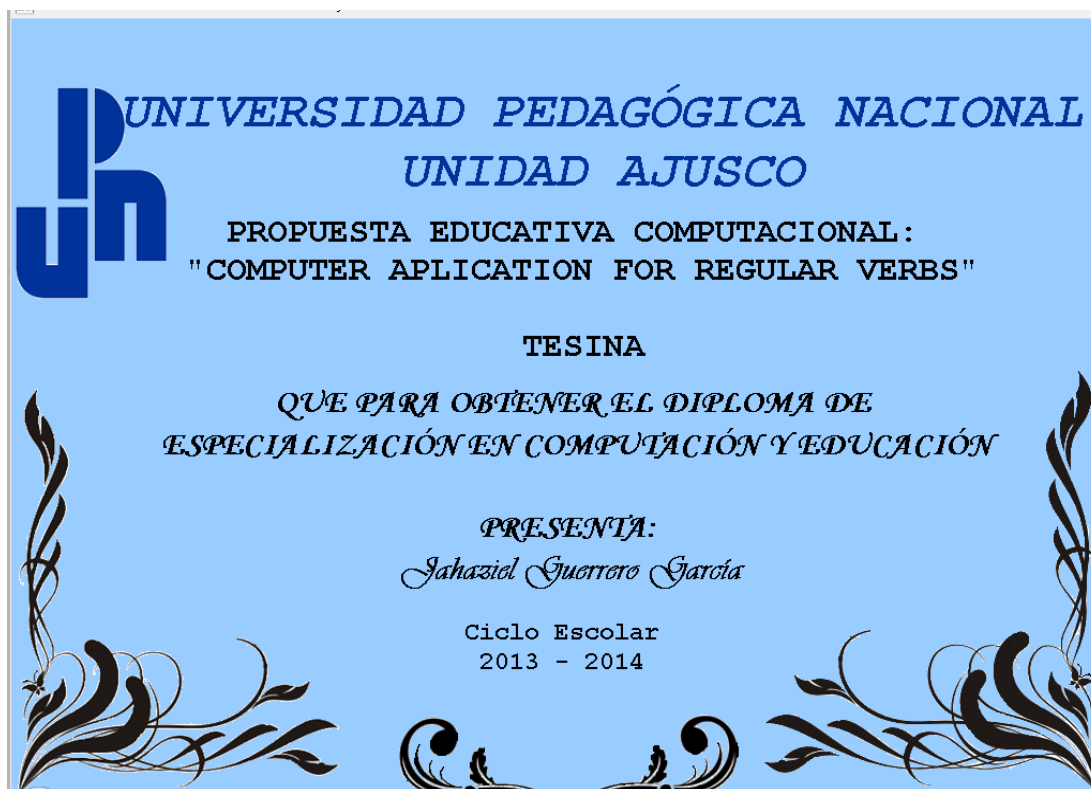 UNIVERSIDAD PEDAGÓGICA NACIONAL
UNIDAD AJUSCO
upn
PROPUESTA EDUCATIVA COMPUTACIONAL:
"COMPUTER APLICATION FOR REGULAR VERBS"
TESINA
QUE PARA OBTENER EL DIPLOMA DE
ESPECIALIZACIÓN EN COMPUTACIÓN Y EDUCACIÓN
PRESENTA:
Jahaziel Guerrero García
Ciclo Escolar
2013 - 2014